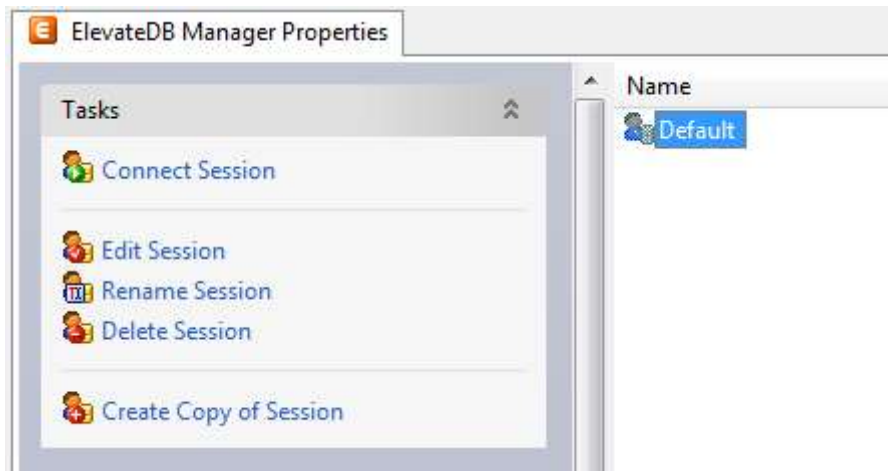 ElevateDB Manager Properties
Tasks
Connect Session
Edit Session
Rename Session
Delete Session
Create Copy of Session
Name
Default